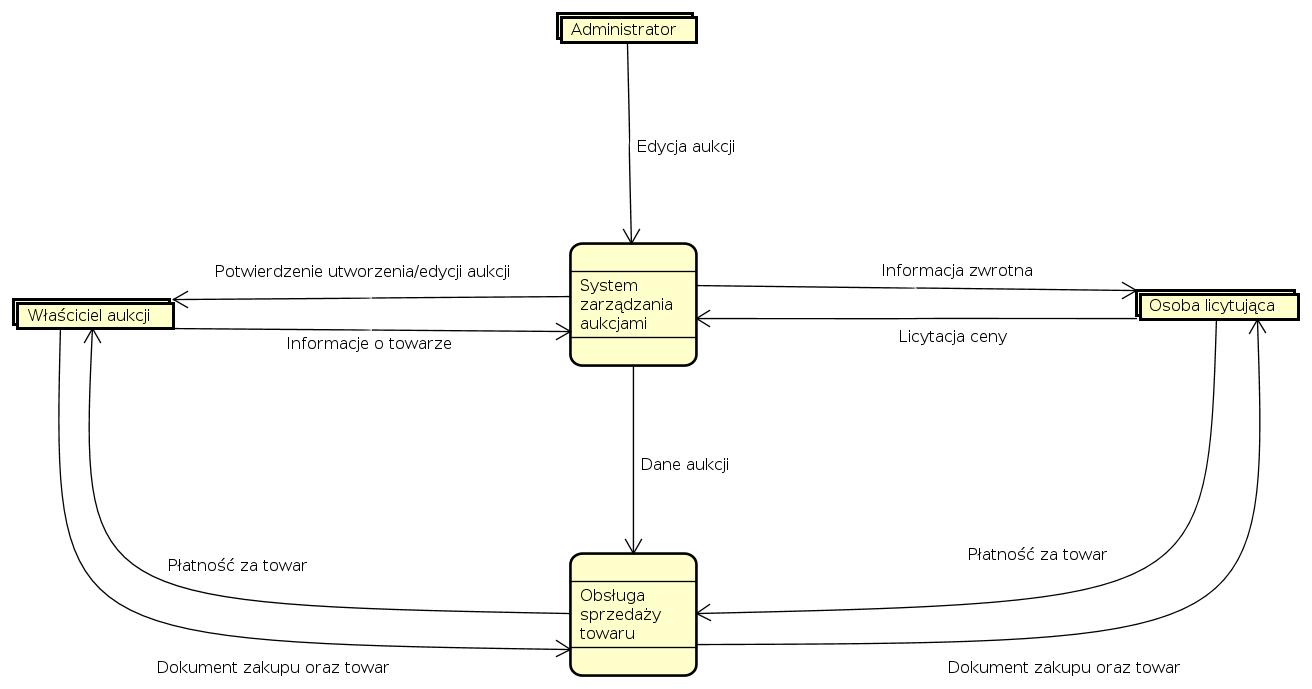 Administrator
Edycja aukcji
Potwierdzenie utworzenia/edycji aukcji
Informacja zwrotna
System
zarządzania
aukcjami
Właściciel aukcji
Osoba licytująca
Informacje o towarze
Licytacja ceny
Dane aukcji
Płatność za towar
Płatność za towar
Obsługa
sprzedaży
towaru
Dokument zakupu oraz towar
Dokument zakupu oraz towar